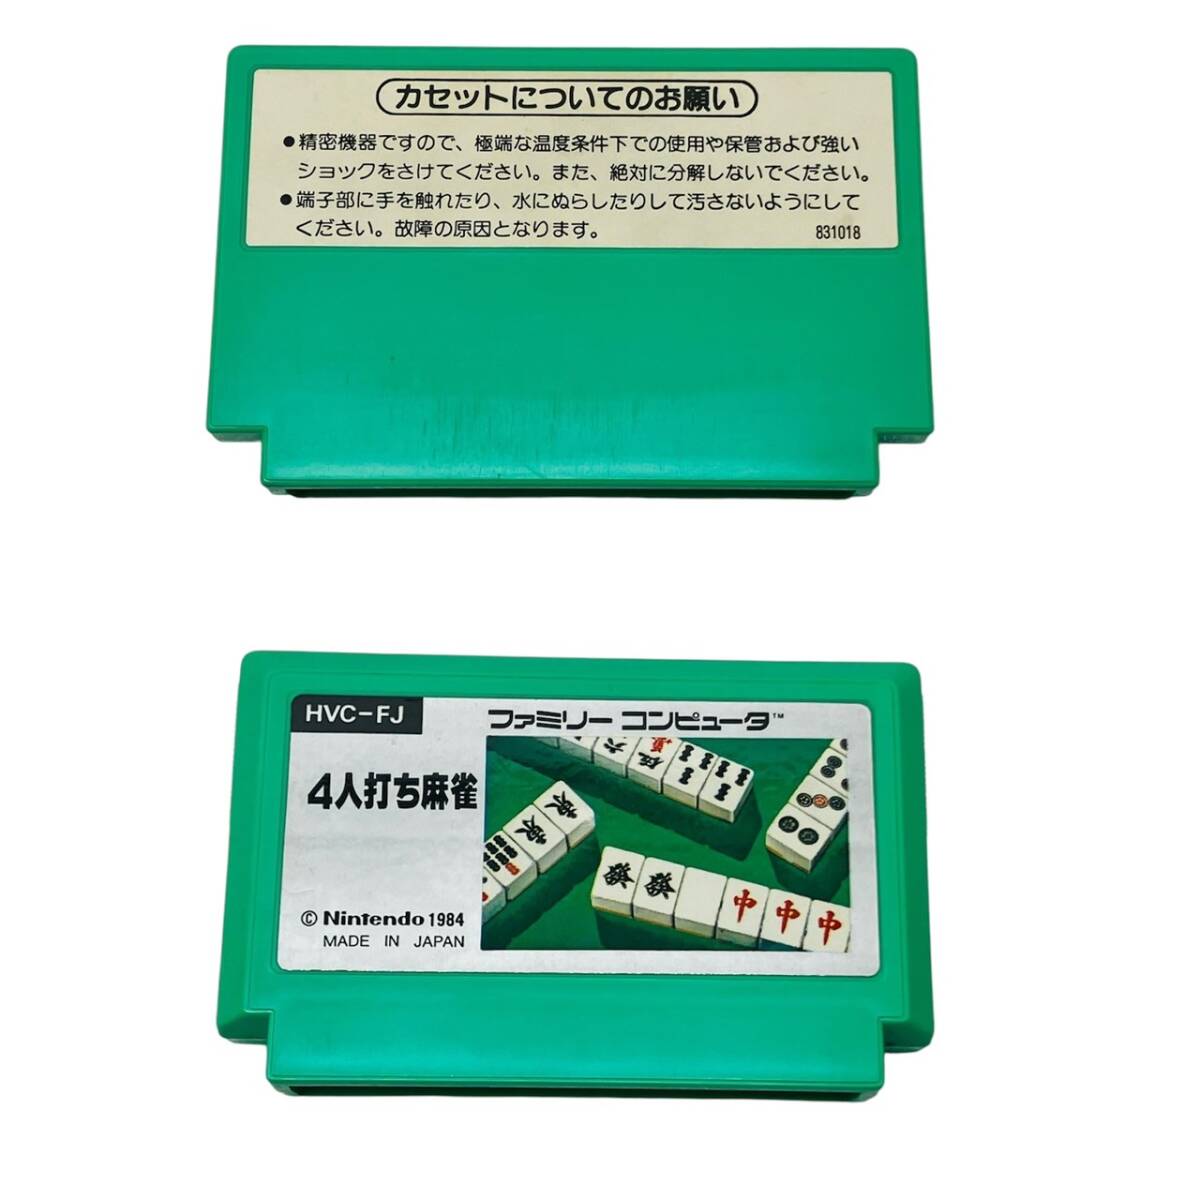 カセットについてのお願い
●精密機器ですので、極端な温度条件下での使用や保管および強い
ショックをさけてください。また、絶対に分解しないでください。
●端子部に手を触れたり、水にぬらしたりして汚さないようにして
ください。故障の原因となります。
831018
HVC-FJ
ファミリー コンピュータ™
4人打ち麻雀
伍
六
發 發 中 中 中
© Nintendo 1984
MADE IN JAPAN